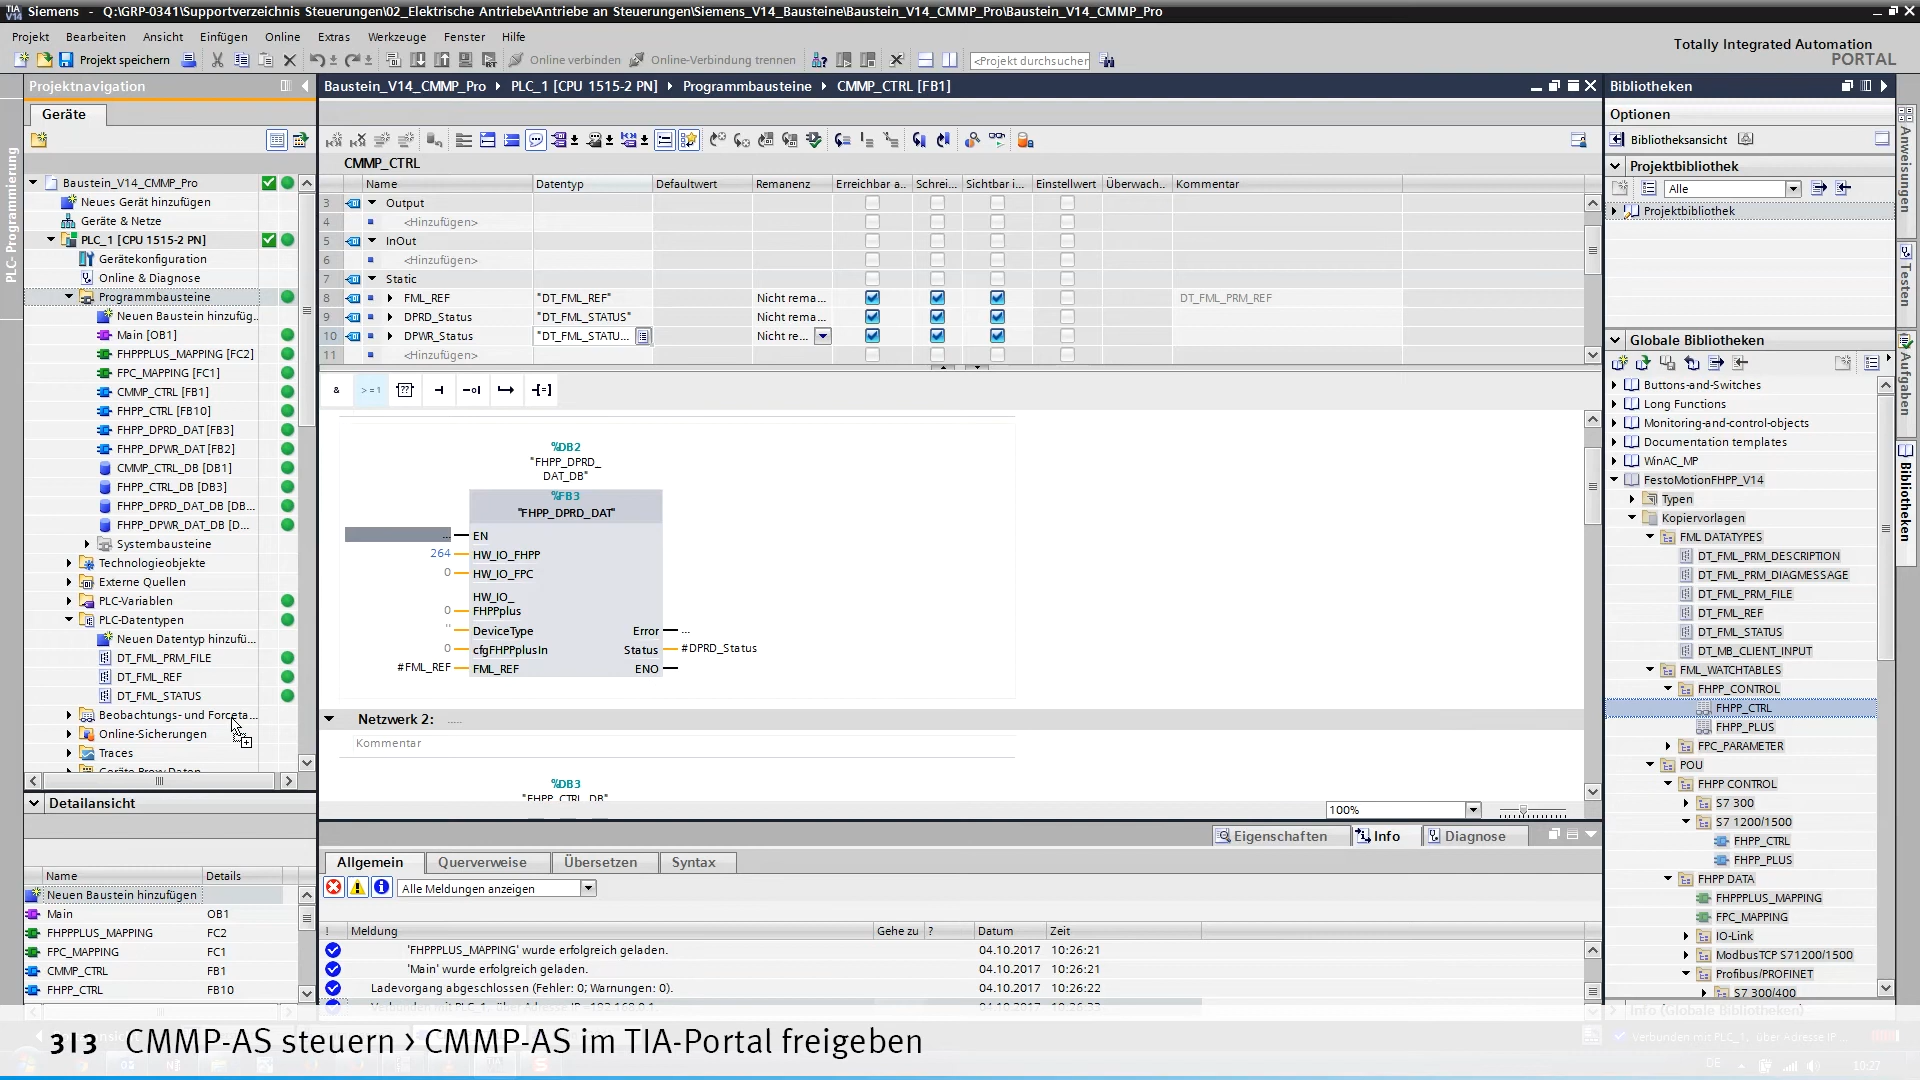 Siemens - Q:\GRP-0341\Supportverzeichnis Steuerungen\02_Elektrische Antriebe\Antriebe an Steuerungen\Siemens_V14_Bausteine\Baustein_V14_CMMP_Pro\Baustein_V14_CMMP_Pro
Projekt Bearbeiten Ansicht Einfügen Online Extras Werkzeuge Fenster Hilfe
Totally Integrated Automation
PORTAL
Projekt speichern
Online verbinden
Online-Verbindung trennen
<Projekt durchsuchen
Projektnavigation
Geräte
PLC- Programmierung
Baustein_V14_CMMP_Pro
Neues Gerät hinzufügen
Geräte & Netze
PLC_1 [CPU 1515-2 PN]
Gerätekonfiguration
Online & Diagnose
Programmbausteine
Neuen Baustein hinzufüg..
Main [OB1]
FHPPPLUS_MAPPING [FC2]
FPC_MAPPING [FC1]
CMMP_CTRL [FB1]
FHPP_CTRL [FB10]
FHPP_DPRD_DAT [FB3]
FHPP_DPWR_DAT [FB2]
CMMP_CTRL_DB [DB1]
FHPP_CTRL_DB [DB3]
FHPP_DPRD_DAT_DB [DB...
FHPP_DPWR_DAT_DB [D...
Systembausteine
Technologieobjekte
Externe Quellen
PLC-Variablen
PLC-Datentypen
Neuen Datentyp hinzufü...
DT_FML_PRM_FILE
DT_FML_REF
DT_FML_STATUS
Beobachtungs- und Forceta...
Online-Sicherungen
Traces
Detailansicht
Name Details
Neuen Baustein hinzufügen
Main OB1
FHPPPLUS_MAPPING FC2
FPC_MAPPING FC1
CMMP_CTRL FB1
FHPP_CTRL FB10
Baustein_V14_CMMP_Pro PLC_1 [CPU 1515-2 PN] Programmbausteine CMMP_CTRL [FB1]
CMMP_CTRL
Name Datentyp Defaultwert Remanenz Erreichbar a.. Schrei... Sichtbar i... Einstellwert Überwach.. Kommentar
3 Output
4 <Hinzufügen>
5 InOut
6 <Hinzufügen>
7 Static
8 FML_REF "DT_FML_REF" Nicht rema... DT_FML_PRM_REF
9 DPRD_Status "DT_FML_STATUS" Nicht rema...
10 DPWR_Status "DT_FML_STATU... Nicht re...
11 <Hinzufügen>
& >=1 ?? -[=]
%DB2
"FHPP_DPRD_
DAT_DB"
%FB3
"FHPP_DPRD_DAT"
... EN
264 HW_IO_FHPP
0 HW_IO_FPC
HW_IO_
0 FHPPplus
'' DeviceType Error ...
0 cfgFHPPplusIn Status #DPRD_Status
#FML_REF FML_REF ENO
Netzwerk 2: .....
Kommentar
%DB3
"FHPP_CTRL_DB"
100%
Eigenschaften Info Diagnose
Allgemein Querverweise Übersetzen Syntax
Alle Meldungen anzeigen
! Meldung Gehe zu ? Datum Zeit
'FHPPPLUS_MAPPING' wurde erfolgreich geladen. 04.10.2017 10:26:21
'Main' wurde erfolgreich geladen. 04.10.2017 10:26:21
Ladevorgang abgeschlossen (Fehler: 0; Warnungen: 0). 04.10.2017 10:26:22
Bibliotheken
Optionen
Bibliotheksansicht
Projektbibliothek
Alle
Projektbibliothek
Globale Bibliotheken
Buttons-and-Switches
Long Functions
Monitoring-and-control-objects
Documentation templates
WinAC_MP
FestoMotionFHPP_V14
Typen
Kopiervorlagen
FML DATATYPES
DT_FML_PRM_DESCRIPTION
DT_FML_PRM_DIAGMESSAGE
DT_FML_PRM_FILE
DT_FML_REF
DT_FML_STATUS
DT_MB_CLIENT_INPUT
FML_WATCHTABLES
FHPP_CONTROL
FHPP_CTRL
FHPP_PLUS
FPC_PARAMETER
POU
FHPP CONTROL
S7 300
S7 1200/1500
FHPP_CTRL
FHPP_PLUS
FHPP DATA
FHPPPLUS_MAPPING
FPC_MAPPING
IO-Link
ModbusTCP S71200/1500
Profibus/PROFINET
S7 300/400
Info (Globale Bibliotheken)
Anweisungen
Testen
Aufgaben
Bibliotheken
3|3 CMMP-AS steuern > CMMP-AS im TIA-Portal freigeben